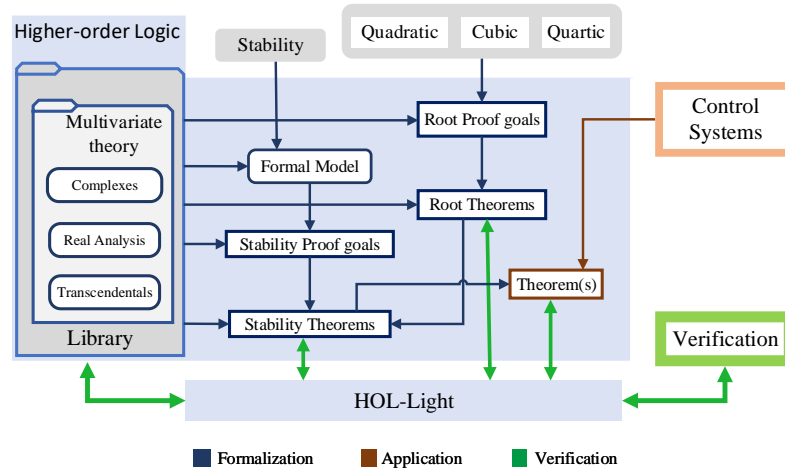 Higher-order Logic
Stability
Quadratic
Cubic
Quartic
Multivariate
theory
Complexes
Real Analysis
Transcendentals
Library
Root Proof goals
Formal Model
Root Theorems
Stability Proof goals
Stability Theorems
Theorem(s)
Control
Systems
Verification
HOL-Light
Formalization
Application
Verification